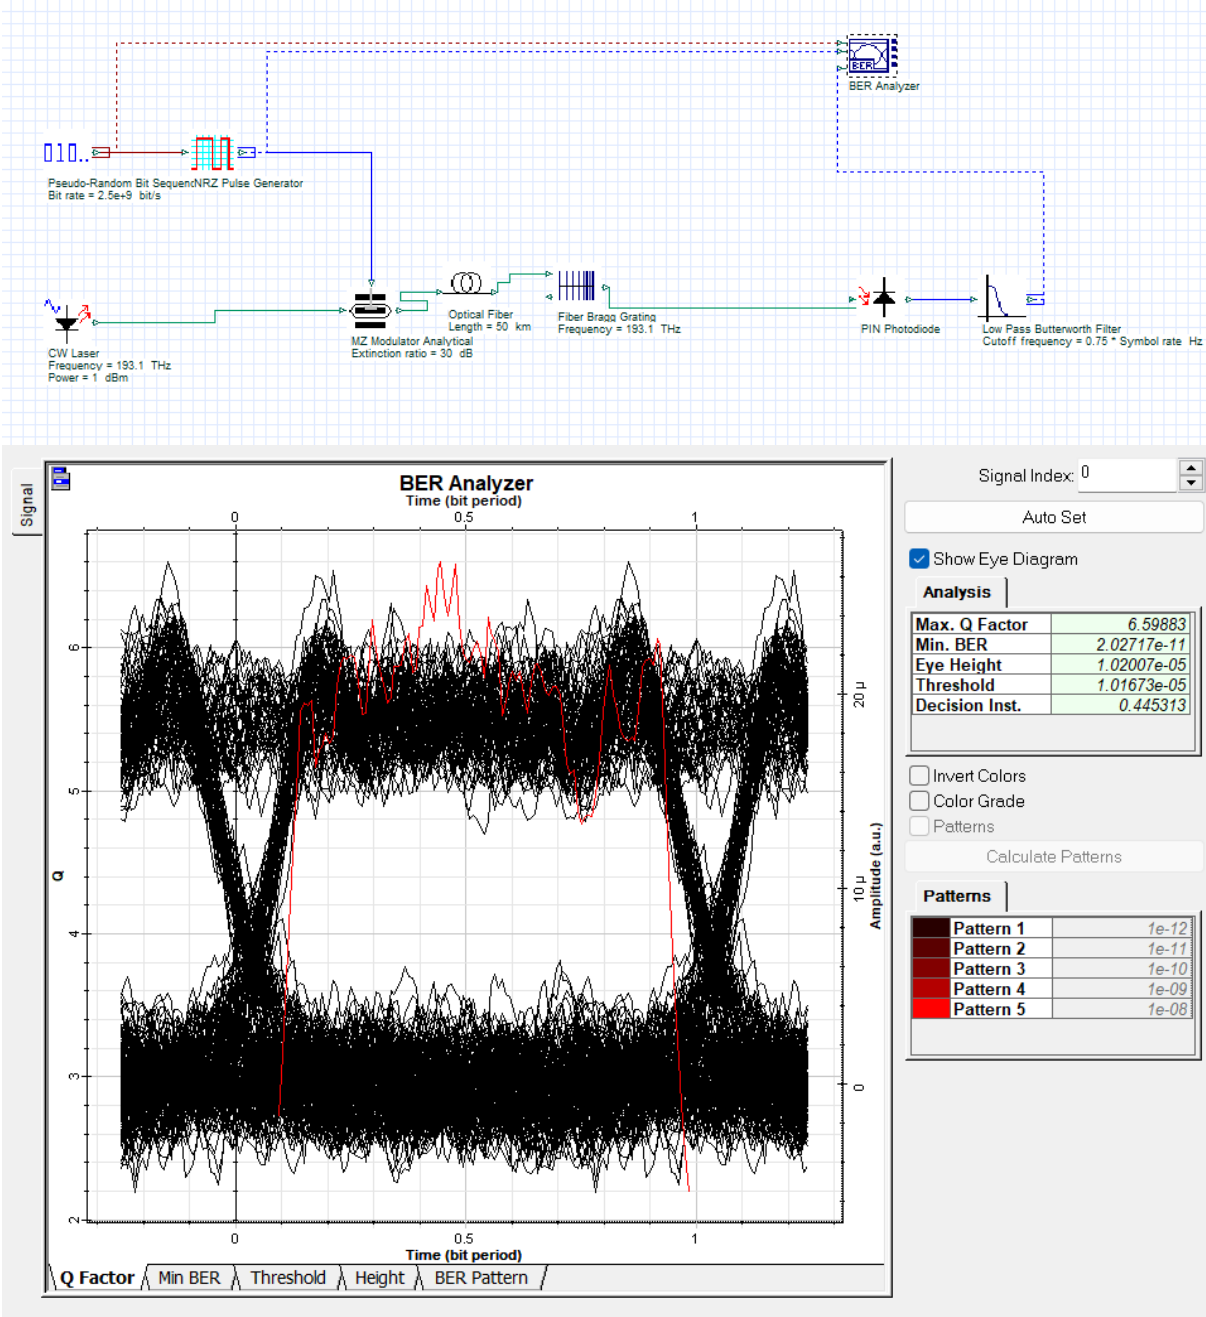 BER
BER Analyzer
010..
Pseudo-Random Bit Sequen
NRZ Pulse Generator
Bit rate = 2.5e+9 bit/s
CW Laser
Frequency = 193.1 THz
Power = 1 dBm
MZ Modulator Analytical
Extinction ratio = 30 dB
Optical Fiber
Length = 50 km
Fiber Bragg Grating
Frequency = 193.1 THz
PIN Photodiode
Low Pass Butterworth Filter
Cutoff frequency = 0.75 * Symbol rate Hz
Signal
BER Analyzer
Time (bit period)
0 0.5 1
6
5
4
3
2
Q
20 µ
10 µ
0
Amplitude (a.u.)
0 0.5 1
Time (bit period)
Q Factor
Min BER
Threshold
Height
BER Pattern
Signal Index: 0
Auto Set
Show Eye Diagram
Analysis
Max. Q Factor 6.59883
Min. BER 2.02717e-11
Eye Height 1.02007e-05
Threshold 1.01673e-05
Decision Inst. 0.445313
Invert Colors
Color Grade
Patterns
Calculate Patterns
Patterns
Pattern 1 1e-12
Pattern 2 1e-11
Pattern 3 1e-10
Pattern 4 1e-09
Pattern 5 1e-08